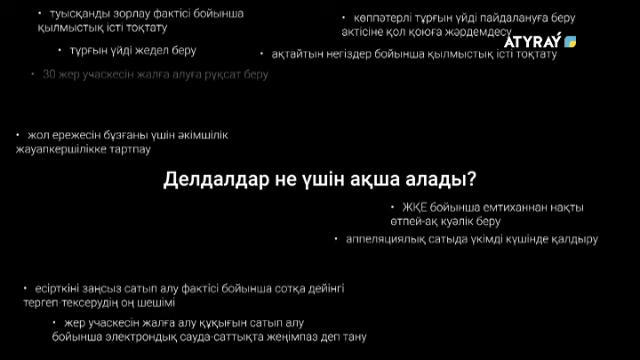 • туысқанды зорлау фактісі бойынша
қылмыстық істі тоқтату
• көппәтерлі тұрғын үйді пайдалануға беру
актісіне қол қоюға жәрдемдесу
ATYRAÝ
• тұрғын үйді жедел беру
• ақтайтын негіздер бойынша қылмыстық істі тоқтату
• 30 жер учаскесін жалға алуға рұқсат беру
• жол ережесін бұзғаны үшін әкімшілік
жауапкершілікке тартпау
Делдалдар не үшін ақша алады?
• ЖҚЕ бойынша емтиханнан нақты
өтпей-ақ куәлік беру
• аппеляциялық сатыда үкімді күшінде қалдыру
• есірткіні заңсыз сатып алу фактісі бойынша сотқа дейінгі
тергеп-тексерудің оң шешімі
• жер учаскесін жалға алу құқығын сатып алу
бойынша электрондық сауда-саттықта жеңімпаз деп тану